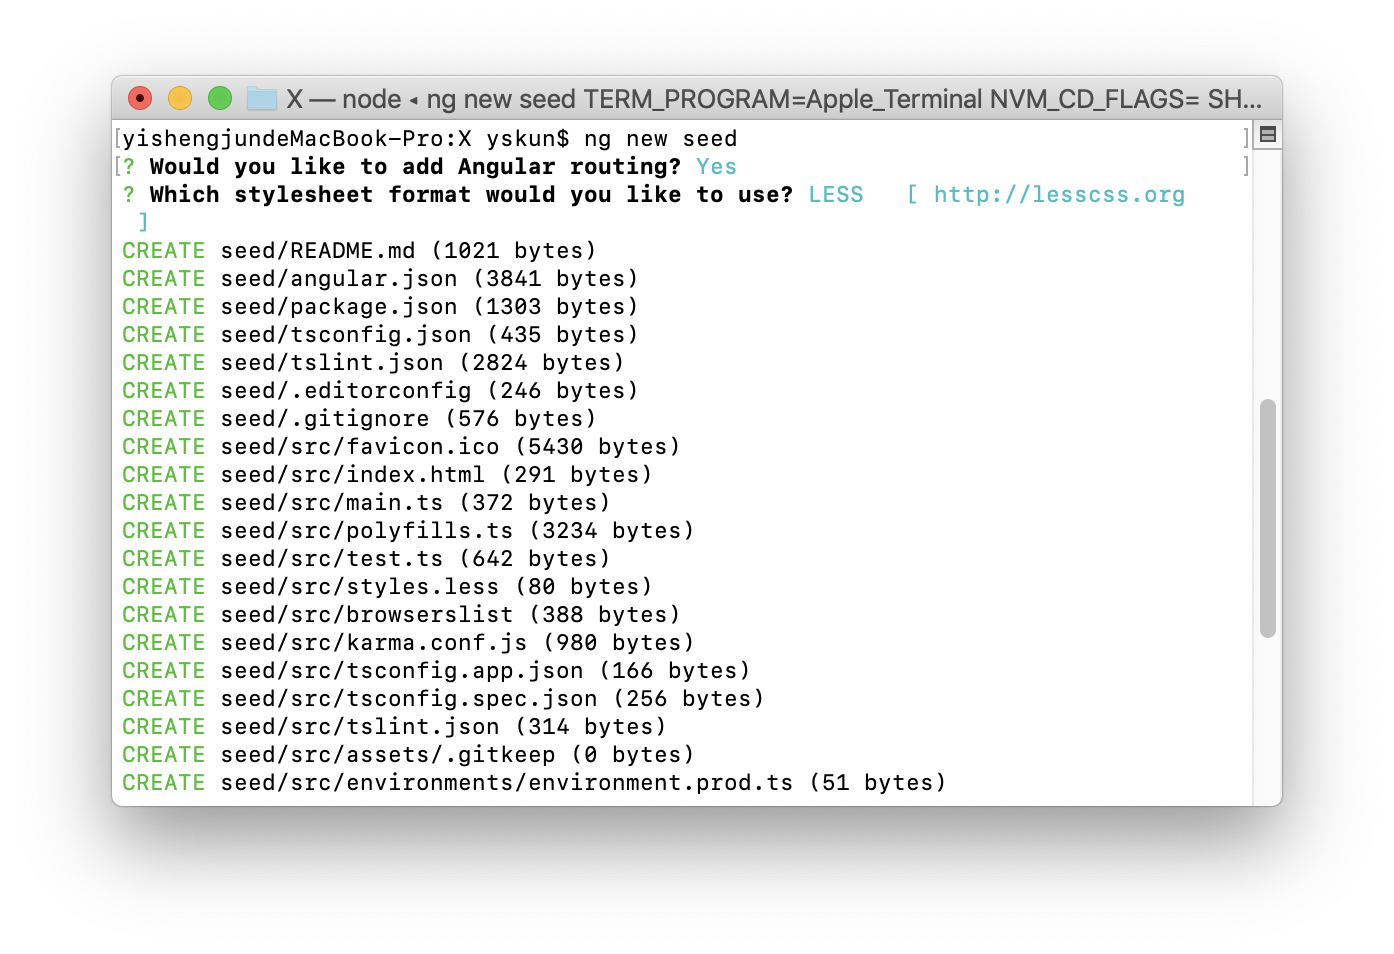 X — node ◂ ng new seed TERM_PROGRAM=Apple_Terminal NVM_CD_FLAGS= SH...
[yishengjundeMacBook-Pro:X yskun$ ng new seed ]
[? Would you like to add Angular routing? Yes ]
? Which stylesheet format would you like to use? LESS   [ http://lesscss.org
]
CREATE seed/README.md (1021 bytes)
CREATE seed/angular.json (3841 bytes)
CREATE seed/package.json (1303 bytes)
CREATE seed/tsconfig.json (435 bytes)
CREATE seed/tslint.json (2824 bytes)
CREATE seed/.editorconfig (246 bytes)
CREATE seed/.gitignore (576 bytes)
CREATE seed/src/favicon.ico (5430 bytes)
CREATE seed/src/index.html (291 bytes)
CREATE seed/src/main.ts (372 bytes)
CREATE seed/src/polyfills.ts (3234 bytes)
CREATE seed/src/test.ts (642 bytes)
CREATE seed/src/styles.less (80 bytes)
CREATE seed/src/browserslist (388 bytes)
CREATE seed/src/karma.conf.js (980 bytes)
CREATE seed/src/tsconfig.app.json (166 bytes)
CREATE seed/src/tsconfig.spec.json (256 bytes)
CREATE seed/src/tslint.json (314 bytes)
CREATE seed/src/assets/.gitkeep (0 bytes)
CREATE seed/src/environments/environment.prod.ts (51 bytes)